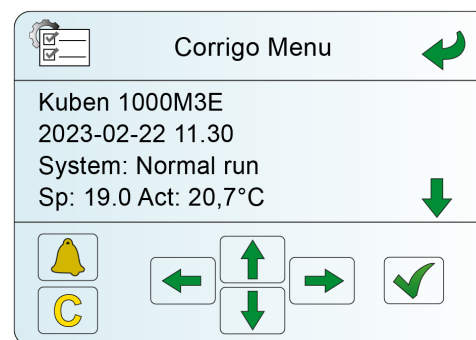 Corrigo Menu
Kuben 1000M3E
2023-02-22 11.30
System: Normal run
Sp: 19.0 Act: 20,7°C
C